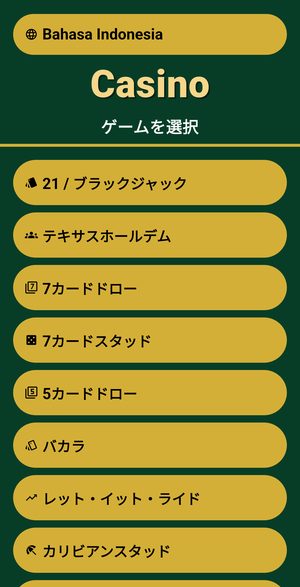 Bahasa Indonesia
Casino
ゲームを選択
21 / ブラックジャック
テキサスホールデム
7カードドロー
7カードスタッド
5カードドロー
バカラ
レット・イット・ライド
カリビアンスタッド